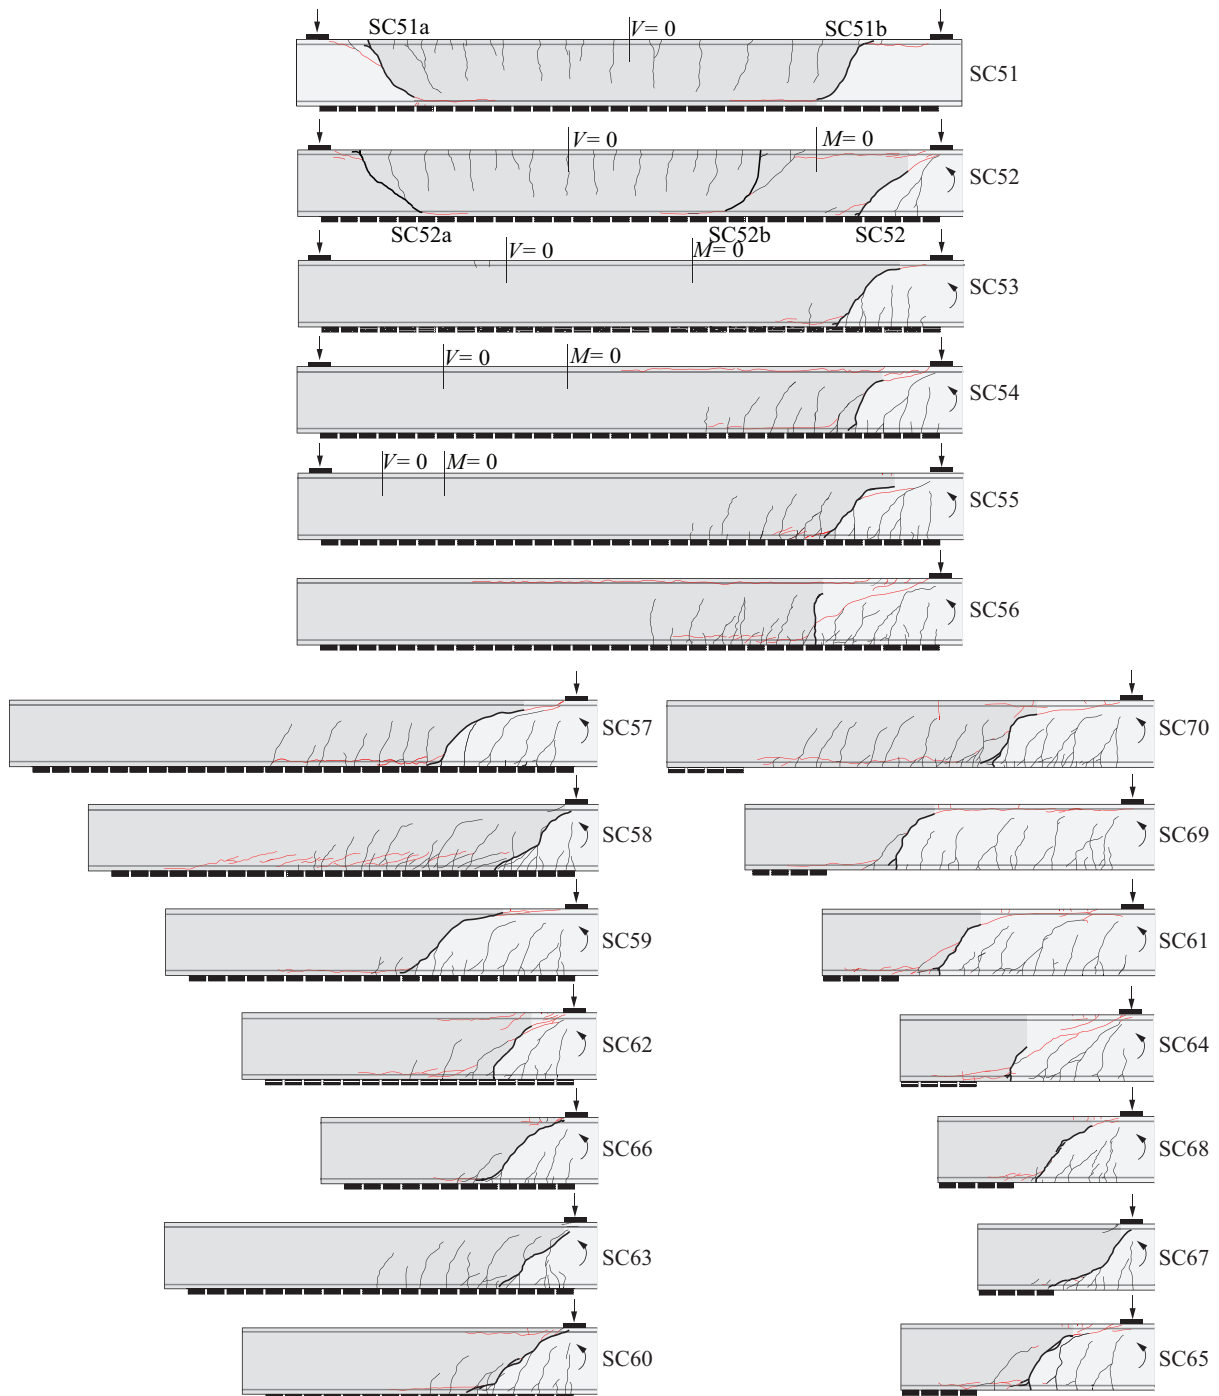 SC51a V = 0 SC51b
SC51
V = 0 M = 0
SC52
SC52a SC52b SC52
V = 0 M = 0
SC53
V = 0 M = 0
SC54
V = 0 M = 0
SC55
SC56
SC57 SC70
SC58 SC69
SC59 SC61
SC62 SC64
SC66 SC68
SC63 SC67
SC60 SC65